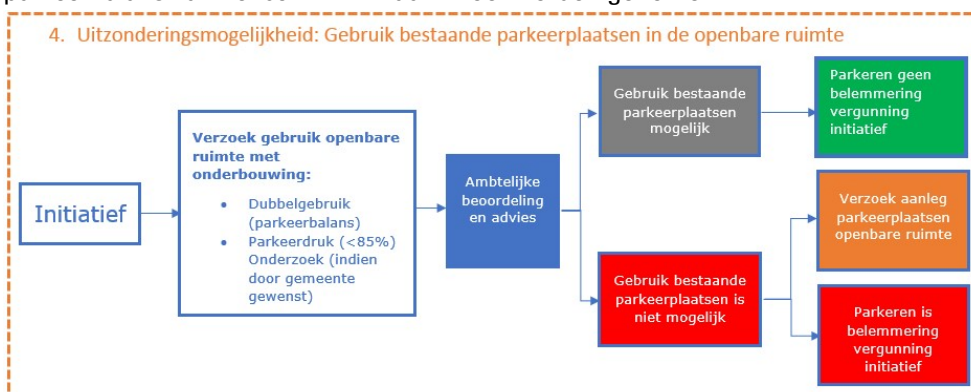 4. Uitzonderingsmogelijkheid: Gebruik bestaande parkeerplaatsen in de openbare ruimte
Initiatief
Verzoek gebruik openbare
ruimte met
onderbouwing:
• Dubbelgebruik
(parkeerbalans)
• Parkeerdruk (<85%)
Onderzoek (indien
door gemeente
gewenst)
Ambtelijke
beoordeling
en advies
Gebruik bestaande
parkeerplaatsen
mogelijk
Parkeren geen
belemmering
vergunning
initiatief
Gebruik bestaande
parkeerplaatsen is
niet mogelijk
Verzoek aanleg
parkeerplaatsen
openbare ruimte
Parkeren is
belemmering
vergunning
initiatief